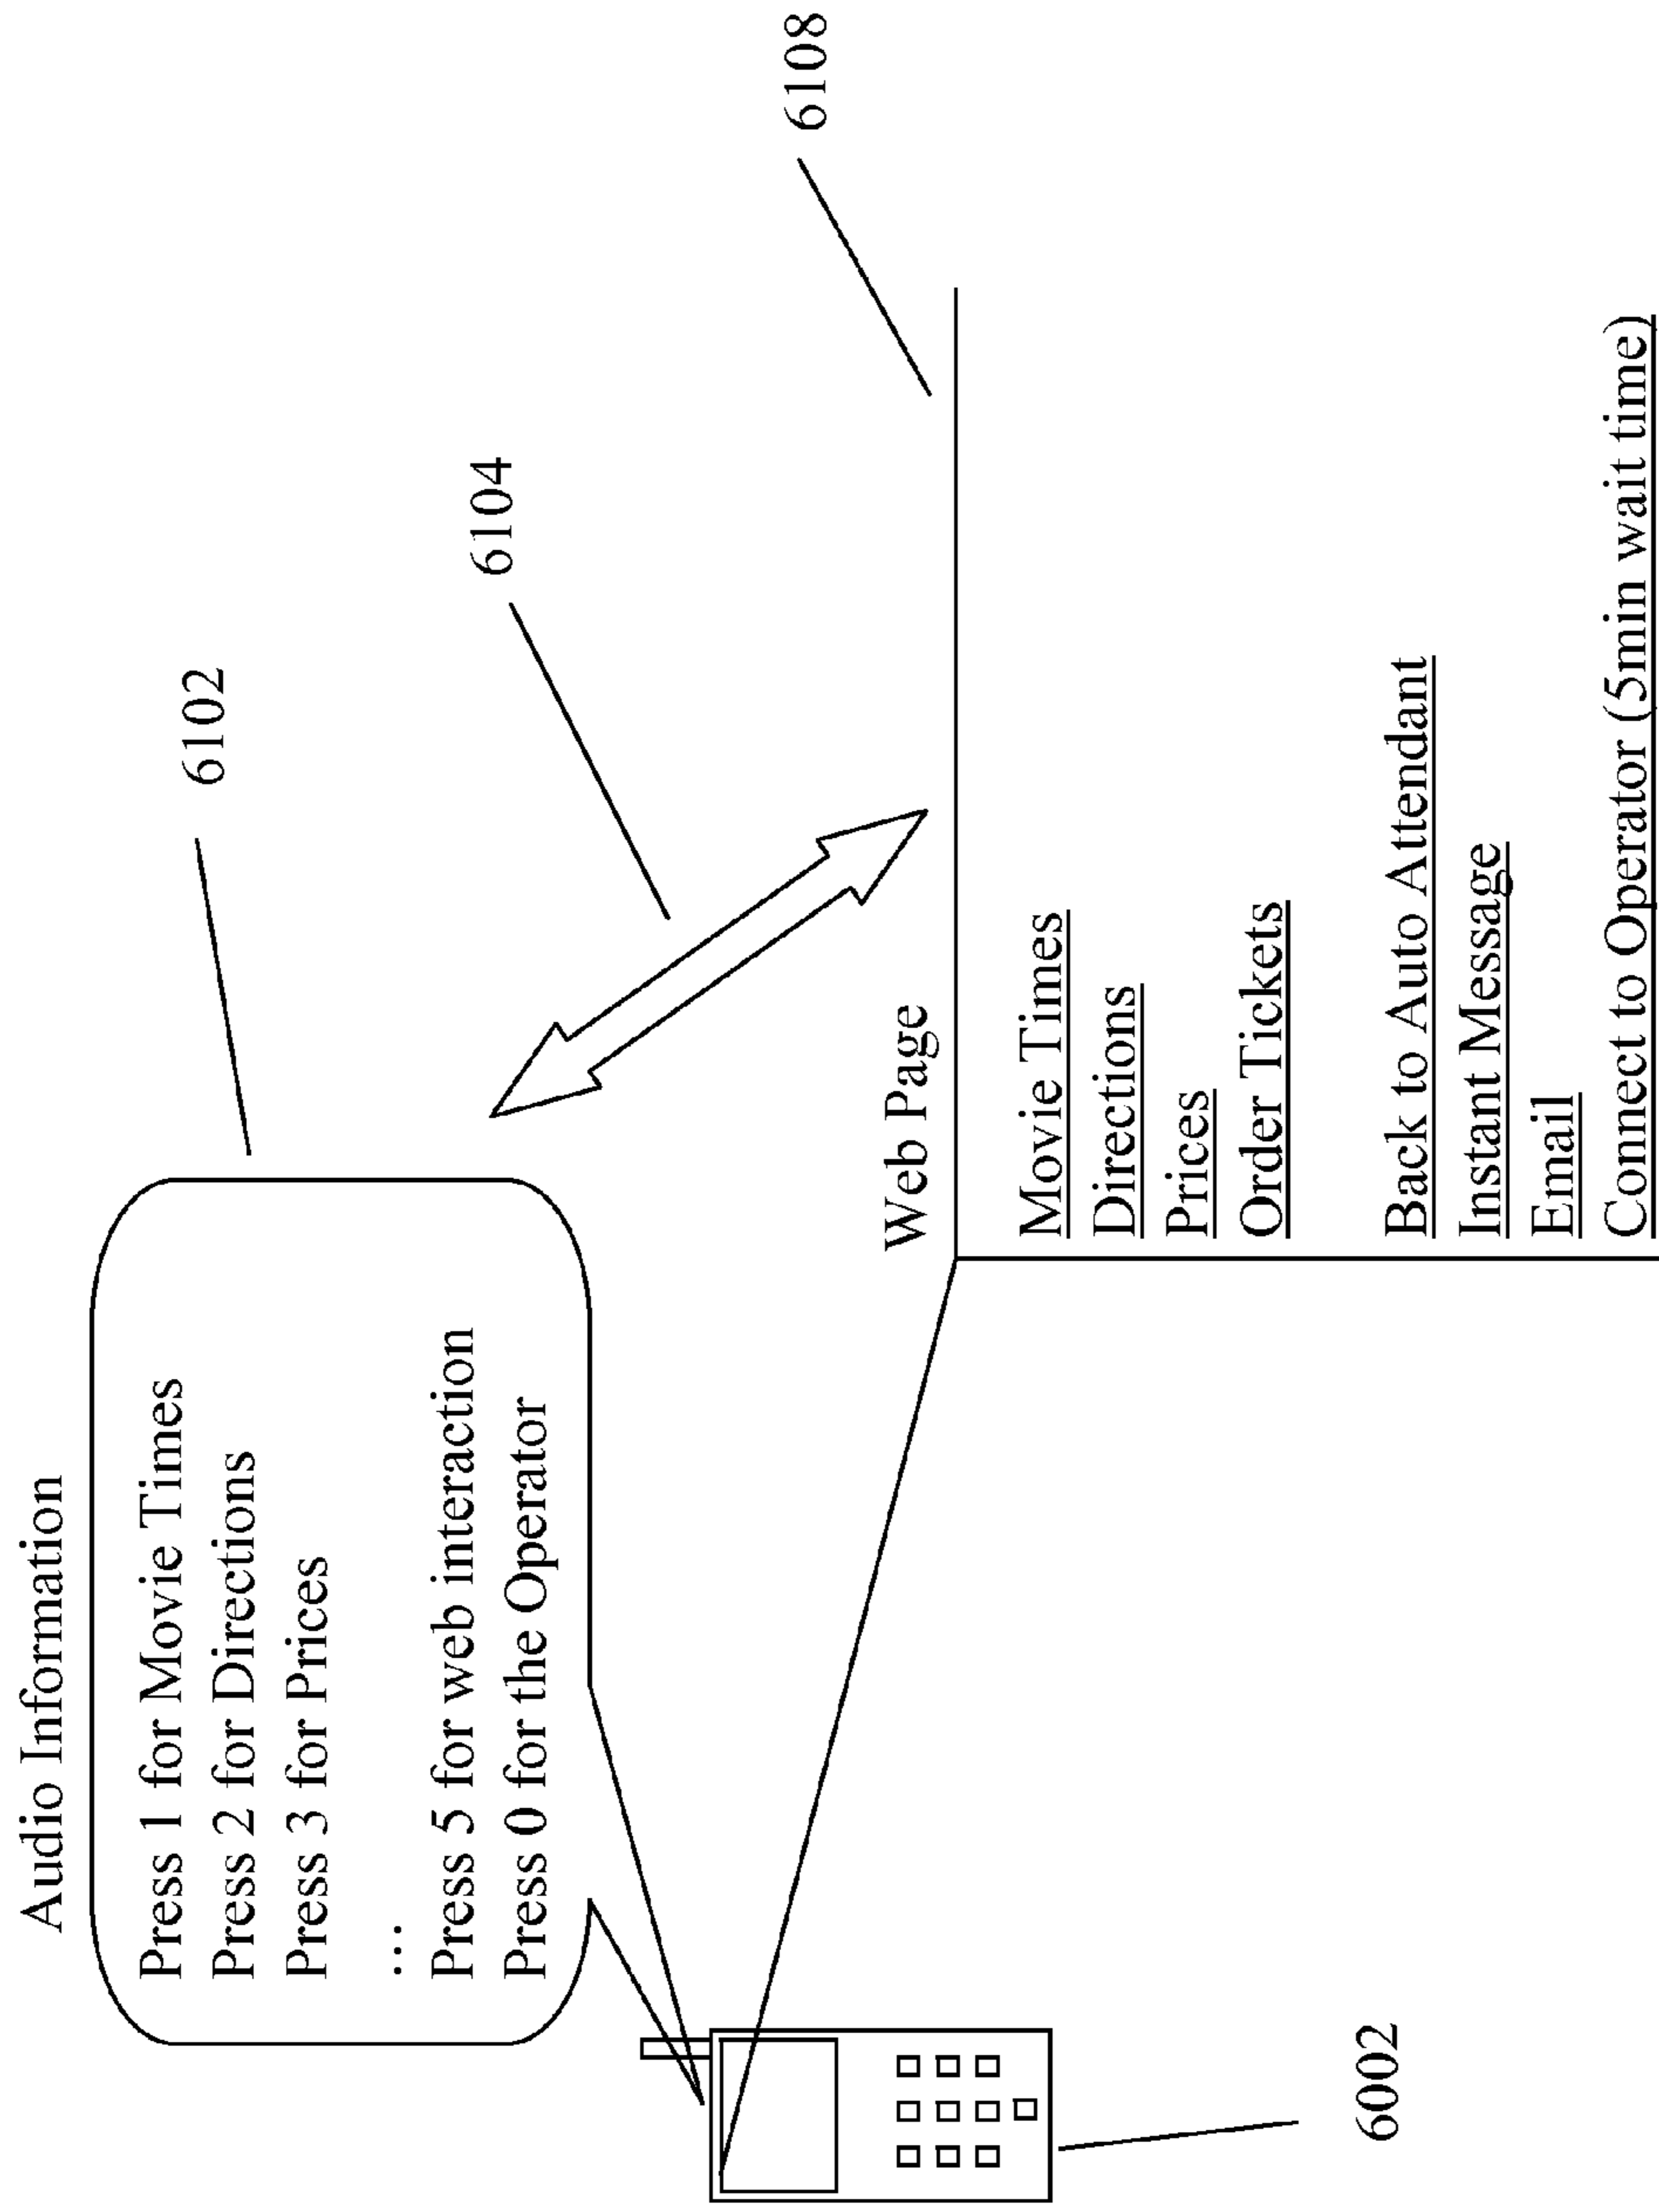 Audio Information
Press 1 for Movie Times
Press 2 for Directions
Press 3 for Prices
...
Press 5 for web interaction
Press 0 for the Operator
6102
6104
6108
Web Page
Movie Times
Directions
Prices
Order Tickets
Back to Auto Attendant
Instant Message
Email
Connect to Operator (5min wait time)
6002